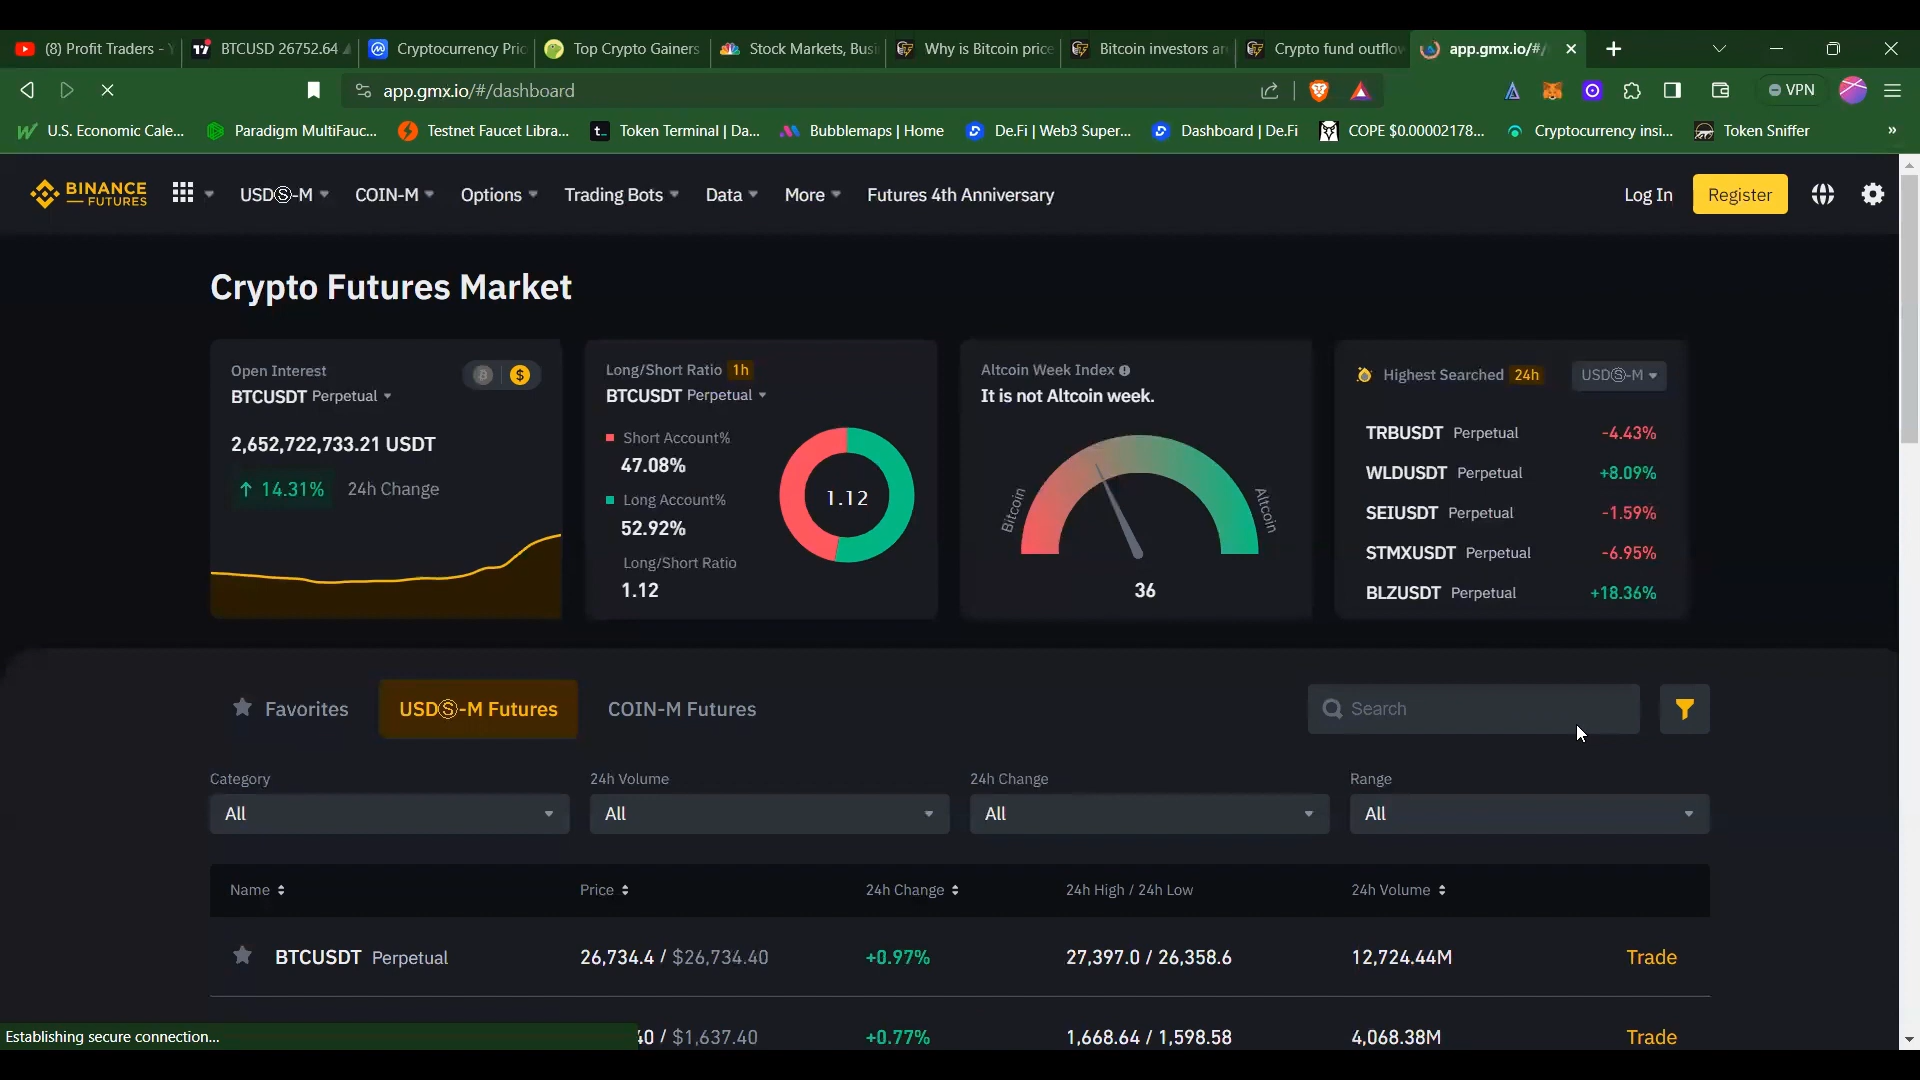 (8) Profit Traders -
BTCUSD 26752.64
Cryptocurrency Pric
Top Crypto Gainers
Stock Markets, Busi
Why is Bitcoin price
Bitcoin investors ar
Crypto fund outflow
app.gmx.io/#/
app.gmx.io/#/dashboard
VPN
U.S. Economic Cale...
Paradigm MultiFauc...
Testnet Faucet Libra...
Token Terminal | Da...
Bubblemaps | Home
De.Fi | Web3 Super...
Dashboard | De.Fi
COPE $0.00002178...
Cryptocurrency insi...
Token Sniffer
»
BINANCE
FUTURES
USDⓈ-M
COIN-M
Options
Trading Bots
Data
More
Futures 4th Anniversary
Log In
Register
Crypto Futures Market
Open Interest
BTCUSDT Perpetual
2,652,722,733.21 USDT
↑ 14.31% 24h Change
Long/Short Ratio 1h
BTCUSDT Perpetual
Short Account%
47.08%
Long Account%
52.92%
Long/Short Ratio
1.12
1.12
Altcoin Week Index
It is not Altcoin week.
Bitcoin
Altcoin
36
Highest Searched 24h
USDⓈ-M
TRBUSDT Perpetual -4.43%
WLDUSDT Perpetual +8.09%
SEIUSDT Perpetual -1.59%
STMXUSDT Perpetual -6.95%
BLZUSDT Perpetual +18.36%
Favorites
USDⓈ-M Futures
COIN-M Futures
Search
Category
24h Volume
24h Change
Range
All
All
All
All
Name
Price
24h Change
24h High / 24h Low
24h Volume
BTCUSDT Perpetual 26,734.4 / $26,734.40 +0.97% 27,397.0 / 26,358.6 12,724.44M Trade
40 / $1,637.40 +0.77% 1,668.64 / 1,598.58 4,068.38M Trade
Establishing secure connection...